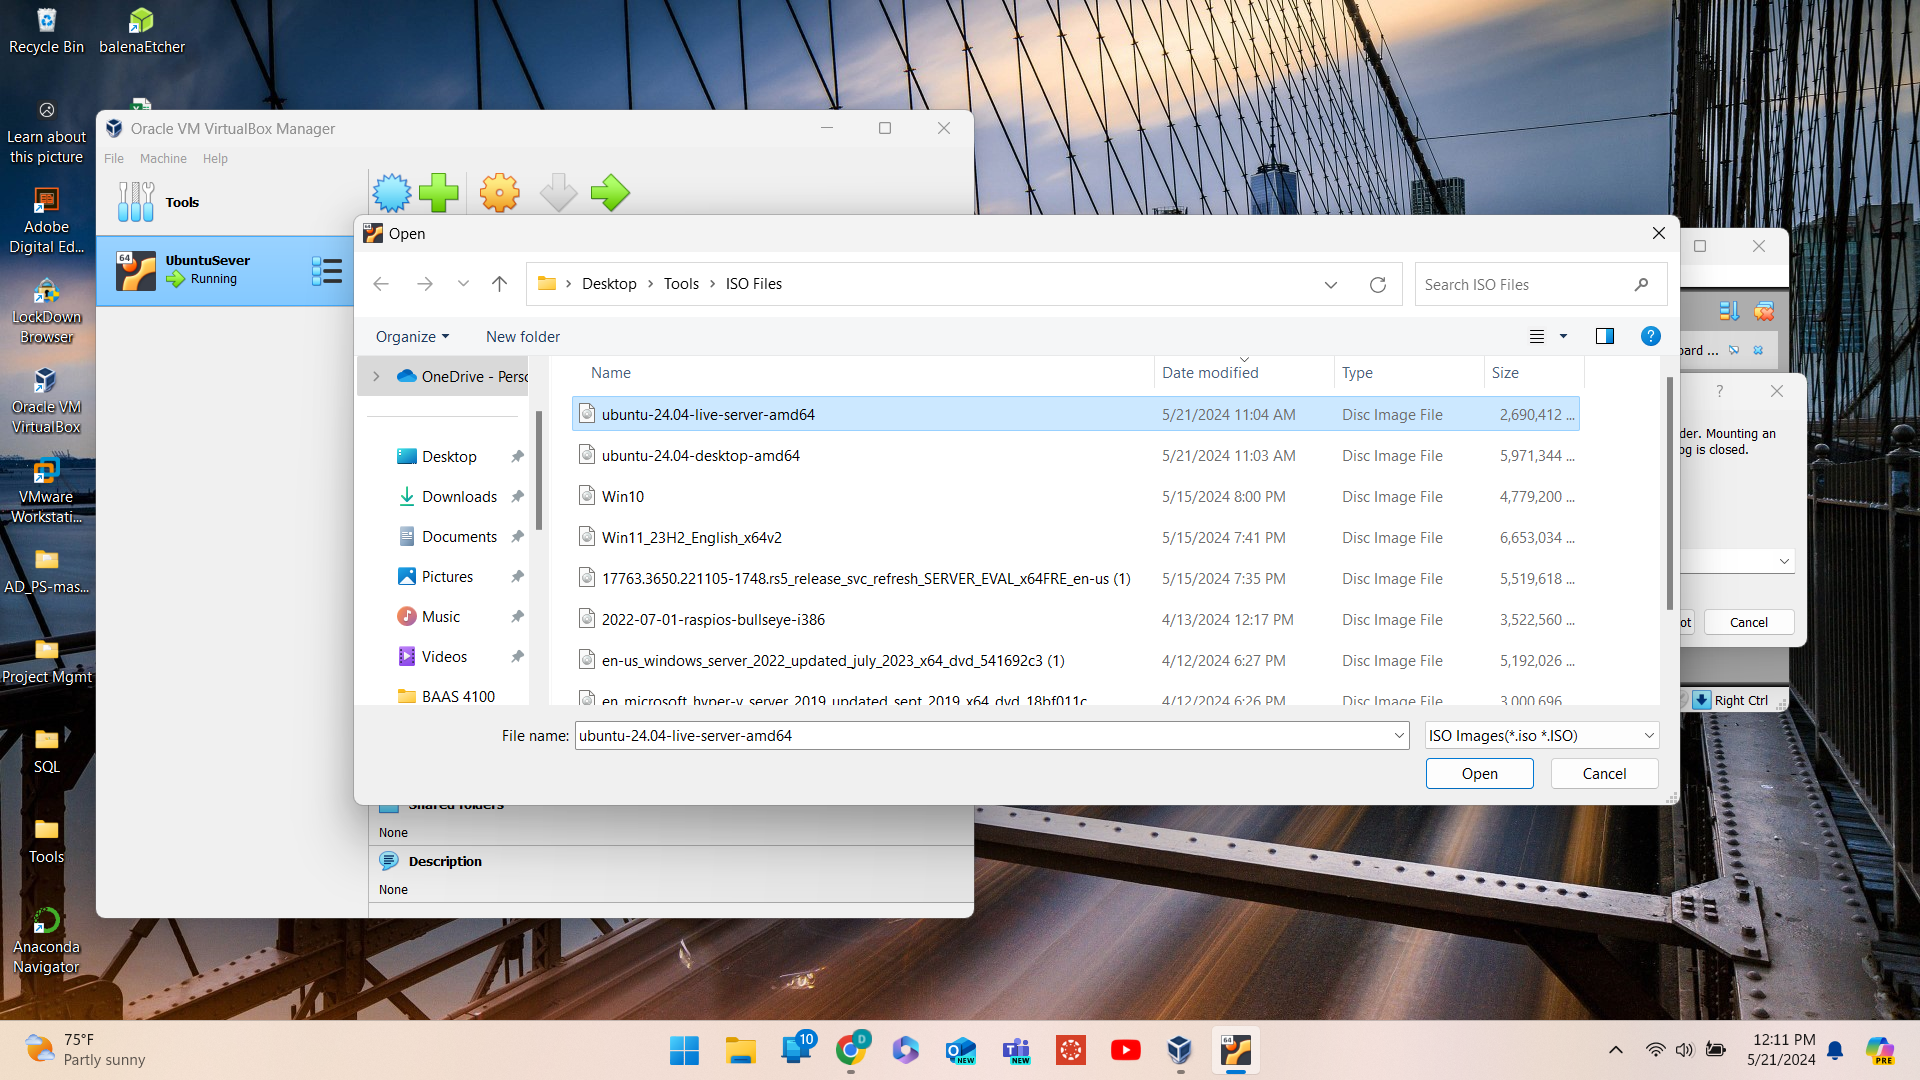 Recycle Bin
balenaEtcher
Learn about
this picture
Adobe
Digital Ed...
LockDown
Browser
Oracle VM
VirtualBox
VMware
Workstati...
AD_PS-mas...
Project Mgmt
SQL
Tools
Anaconda
Navigator
Oracle VM VirtualBox Manager
File Machine Help
Tools
64
UbuntuSever
Running
Shared folders
None
Description
None
64
Open
Desktop > Tools > ISO Files
Search ISO Files
Organize
New folder
?
OneDrive - Perso
Desktop
Downloads
Documents
Pictures
Music
Videos
BAAS 4100
Name Date modified Type Size
ubuntu-24.04-live-server-amd64 5/21/2024 11:04 AM Disc Image File 2,690,412 ...
ubuntu-24.04-desktop-amd64 5/21/2024 11:03 AM Disc Image File 5,971,344 ...
Win10 5/15/2024 8:00 PM Disc Image File 4,779,200 ...
Win11_23H2_English_x64v2 5/15/2024 7:41 PM Disc Image File 6,653,034 ...
17763.3650.221105-1748.rs5_release_svc_refresh_SERVER_EVAL_x64FRE_en-us (1) 5/15/2024 7:35 PM Disc Image File 5,519,618 ...
2022-07-01-raspios-bullseye-i386 4/13/2024 12:17 PM Disc Image File 3,522,560 ...
en-us_windows_server_2022_updated_july_2023_x64_dvd_541692c3 (1) 4/12/2024 6:27 PM Disc Image File 5,192,026 ...
en_microsoft_hyper-v_server_2019_updated_sept_2019_x64_dvd_18bf011c 4/12/2024 6:26 PM Disc Image File 3,000,696
File name: ubuntu-24.04-live-server-amd64
ISO Images(*.iso *.ISO)
Open Cancel
oard ...
?
der. Mounting an
og is closed.
ot
Cancel
Right Ctrl
75°F
Partly sunny
10
D
NEW
NEW
64
12:11 PM
5/21/2024
PRE